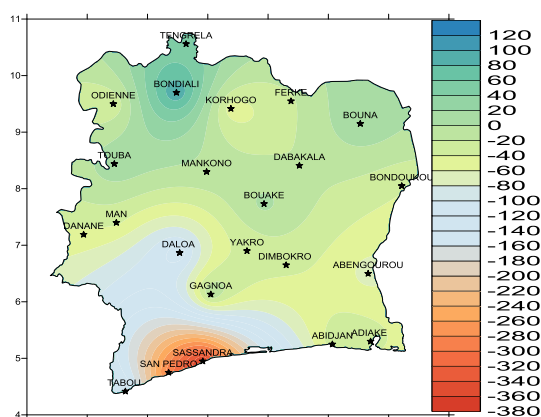 11
10
9
8
7
6
5
4
TENGRELA
BONDIALI
ODIENNE
KORHOGO
FERKE
BOUNA
TOUBA
MANKONO
DABAKALA
BONDOUKOU
BOUAKE
MAN
DANANE
DALOA
YAKRO
DIMBOKRO
ABENGOUROU
GAGNOA
ABIDJAN
ADIAKE
SASSANDRA
SAN PEDRO
TABOU
120
100
80
60
40
20
0
-20
-40
-60
-80
-100
-120
-140
-160
-180
-200
-220
-240
-260
-280
-300
-320
-340
-360
-380